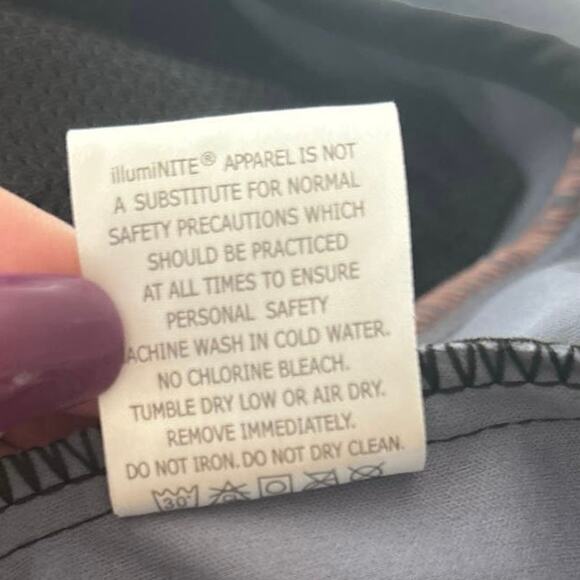 illumiNITE® APPAREL IS NOT
A SUBSTITUTE FOR NORMAL
SAFETY PRECAUTIONS WHICH
SHOULD BE PRACTICED
AT ALL TIMES TO ENSURE
PERSONAL SAFETY
ACHINE WASH IN COLD WATER.
NO CHLORINE BLEACH.
TUMBLE DRY LOW OR AIR DRY.
REMOVE IMMEDIATELY.
DO NOT IRON. DO NOT DRY CLEAN.
30°